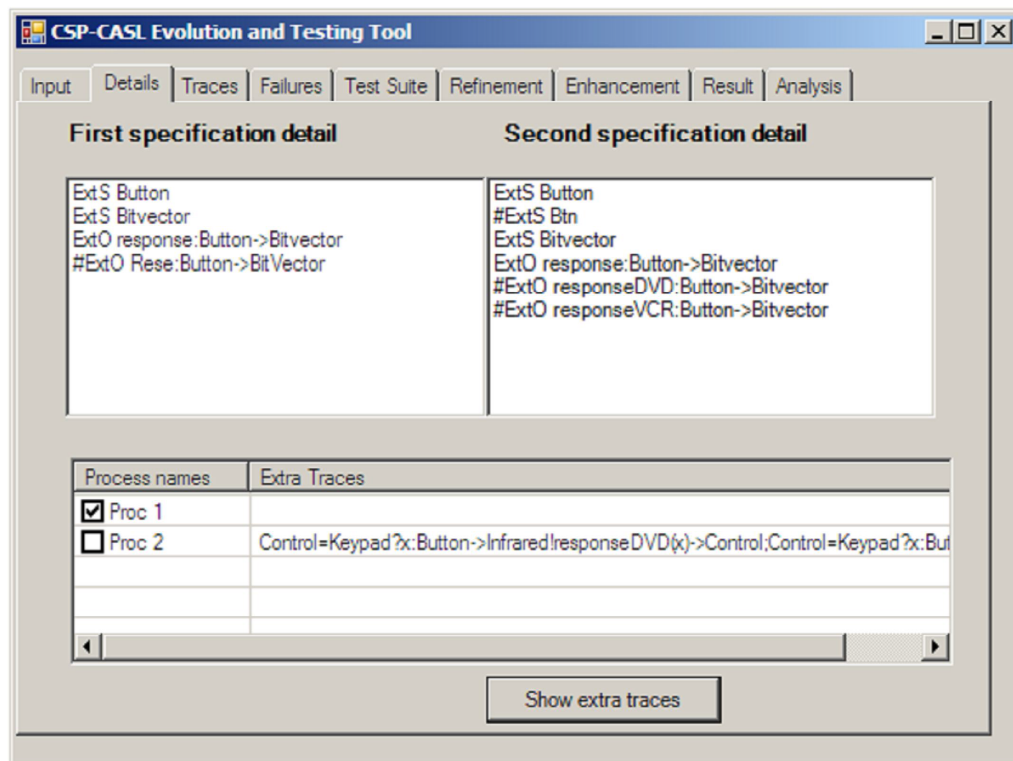 CSP-CASL Evolution and Testing Tool
Input Details Traces Failures Test Suite Refinement Enhancement Result Analysis
First specification detail
Second specification detail
ExtS Button
ExtS Bitvector
ExtO response:Button->Bitvector
#ExtO Rese:Button->BitVector
ExtS Button
#ExtS Btn
ExtS Bitvector
ExtO response:Button->Bitvector
#ExtO responseDVD:Button->Bitvector
#ExtO responseVCR:Button->Bitvector
Process names Extra Traces
Proc 1
Proc 2 Control=Keypad?x:Button->Infrared!responseDVD(x)->Control;Control=Keypad?x:But
Show extra traces